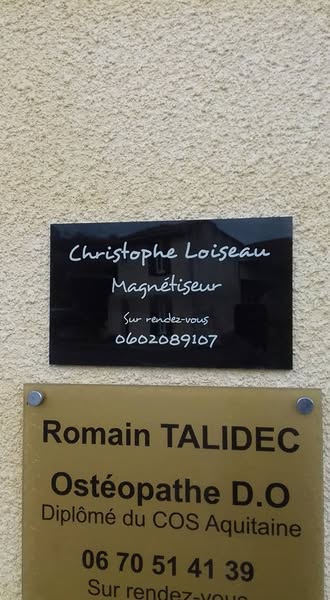 Christophe Loiseau
Magnétiseur
Sur rendez-vous
0602089107
Romain TALIDEC
Ostéopathe D.O
Diplômé du COS Aquitaine
06 70 51 41 39
Sur rendez-vous